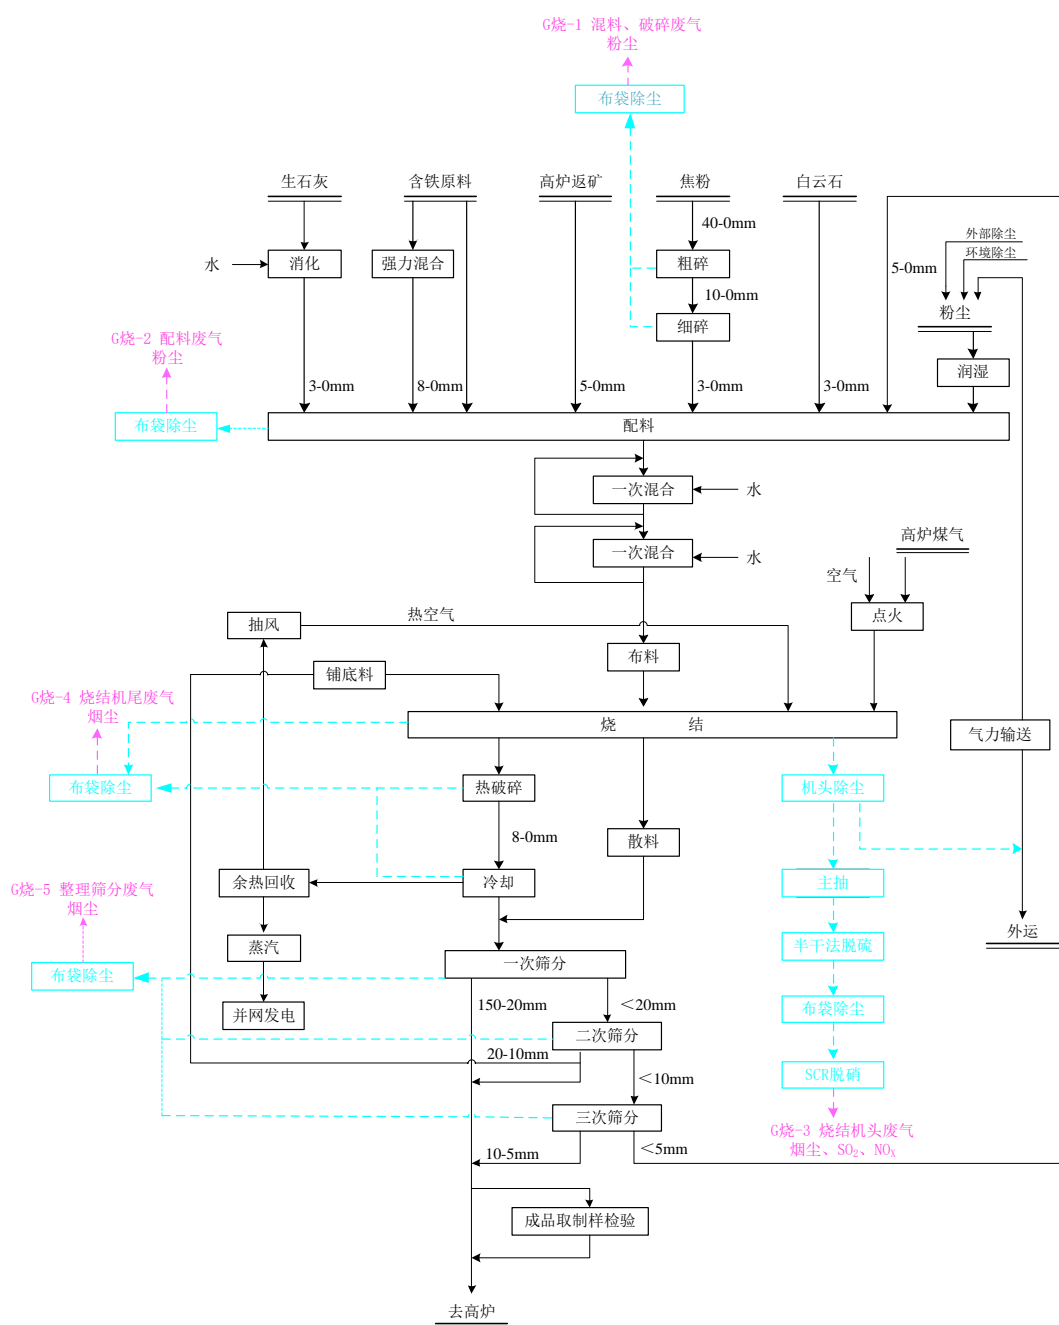 G烧-1 混料、破碎废气
粉尘
布袋除尘
生石灰
含铁原料
高炉返矿
焦粉
白云石
40-0mm
外部除尘
环境除尘
水
消化
强力混合
粗碎
5-0mm
10-0mm
粉尘
细碎
G烧-2 配料废气
粉尘
润湿
3-0mm
8-0mm
5-0mm
3-0mm
3-0mm
布袋除尘
配料
一次混合
水
高炉煤气
一次混合
水
空气
热空气
点火
抽风
布料
铺底料
G烧-4 烧结机尾废气
烟尘
烧 结
气力输送
布袋除尘
热破碎
机头除尘
8-0mm
散料
G烧-5 整理筛分废气
烟尘
余热回收
冷却
主抽
外运
蒸汽
半干法脱硫
一次筛分
布袋除尘
150-20mm
＜20mm
并网发电
布袋除尘
二次筛分
20-10mm
＜10mm
SCR脱硝
三次筛分
G烧-3 烧结机头废气
烟尘、SO₂、NOₓ
10-5mm
＜5mm
成品取制样检验
去高炉